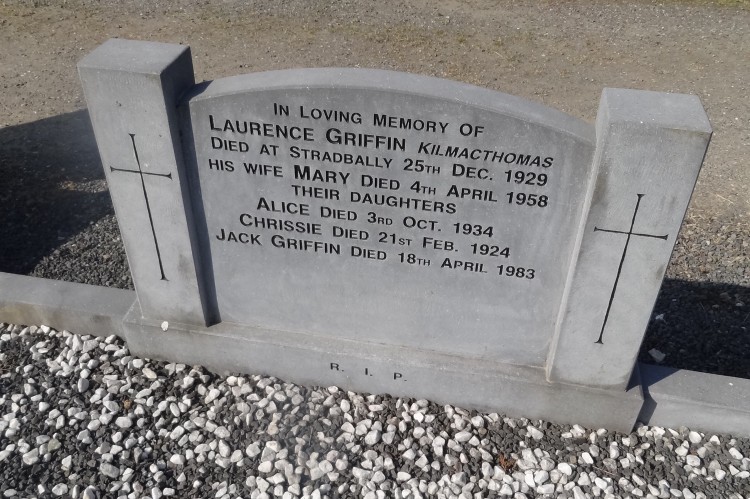 In Loving Memory of
Laurence Griffin Kilmacthomas
Died at Stradbally 25th Dec. 1929
his wife Mary Died 4th April 1958
their daughters
Alice Died 3rd Oct. 1934
Chrissie Died 21st Feb. 1924
Jack Griffin Died 18th April 1983
R. I. P.